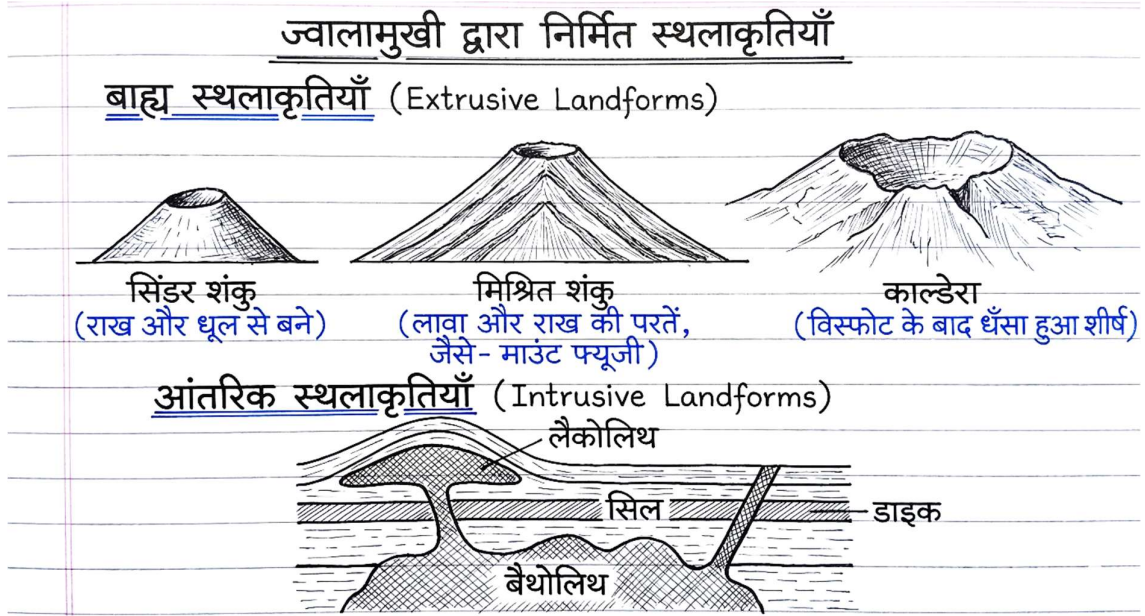 ज्वालामुखी द्वारा निर्मित स्थलाकृतियाँ
बाह्य स्थलाकृतियाँ (Extrusive Landforms)
सिंडर शंकु
(राख और धूल से बने)
मिश्रित शंकु
(लावा और राख की परतें,
जैसे- माउंट फ्यूजी)
काल्डेरा
(विस्फोट के बाद धँसा हुआ शीर्ष)
आंतरिक स्थलाकृतियाँ (Intrusive Landforms)
लैकोलिथ
सिल
डाइक
बैथोलिथ